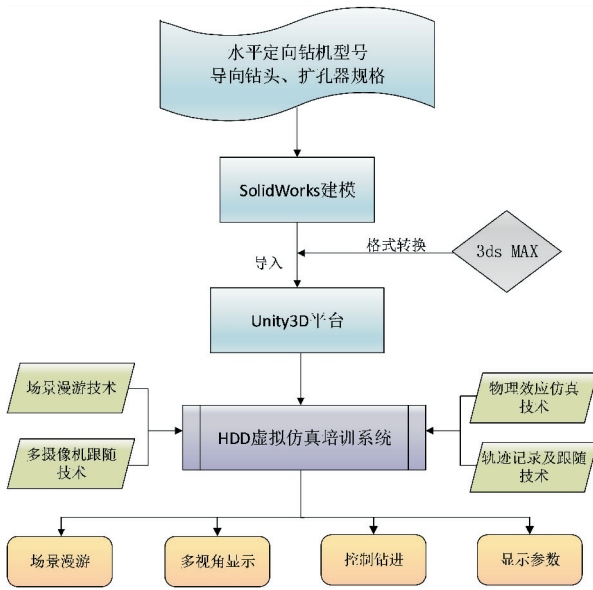 水平定向钻机型号
导向钻头、扩孔器规格
SolidWorks建模
格式转换
3ds MAX
导入
Unity3D平台
场景漫游技术
物理效应仿真
技术
HDD虚拟仿真培训系统
多摄像机跟随
技术
轨迹记录及跟随
技术
场景漫游
多视角显示
控制钻进
显示参数